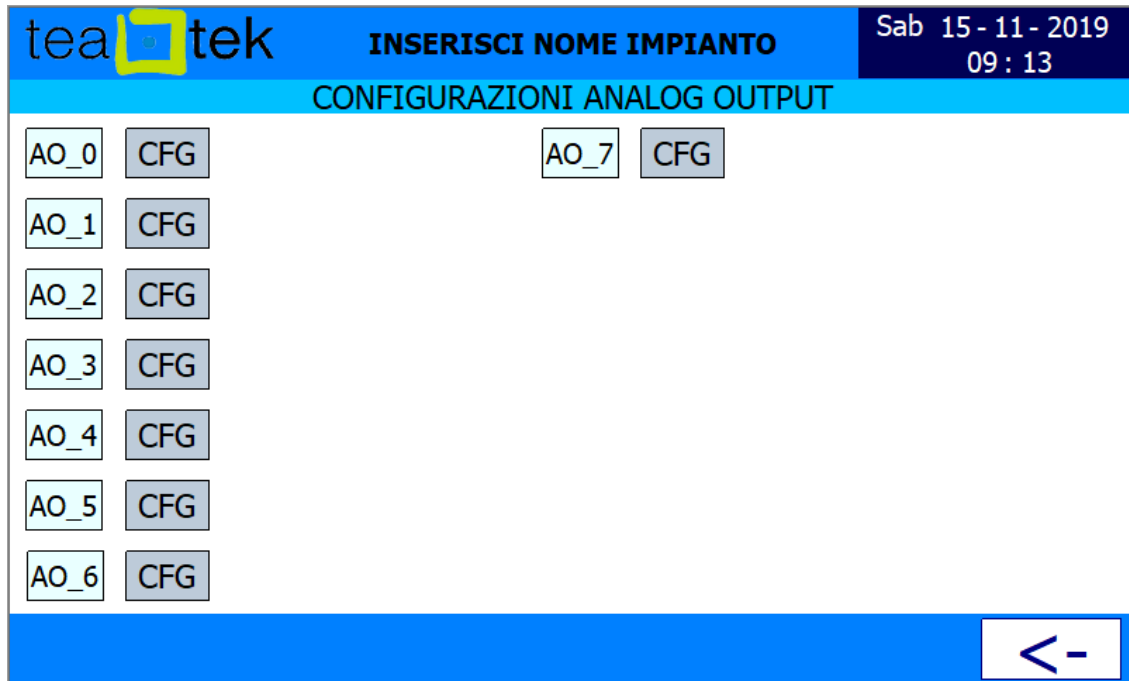 tea tek
INSERISCI NOME IMPIANTO
Sab 15 - 11 - 2019
09 : 13
CONFIGURAZIONI ANALOG OUTPUT
AO_0 CFG
AO_1 CFG
AO_2 CFG
AO_3 CFG
AO_4 CFG
AO_5 CFG
AO_6 CFG
AO_7 CFG
<-